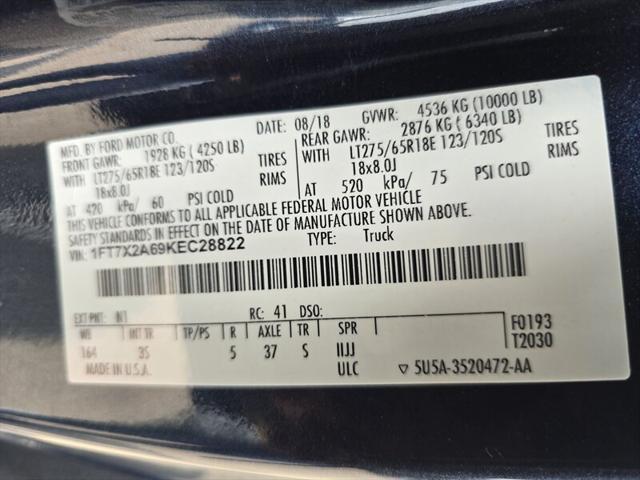 MFD. BY FORD MOTOR CO.
DATE: 08/18 GVWR: 4536 KG (10000 LB)
FRONT GAWR: 1928 KG ( 4250 LB) REAR GAWR: 2876 KG ( 6340 LB)
WITH LT275/65R18E 123/120S TIRES WITH LT275/65R18E 123/120S TIRES
18x8.0J RIMS 18x8.0J RIMS
AT 420 kPa/ 60 PSI COLD AT 520 kPa/ 75 PSI COLD
THIS VEHICLE CONFORMS TO ALL APPLICABLE FEDERAL MOTOR VEHICLE
SAFETY STANDARDS IN EFFECT ON THE DATE OF MANUFACTURE SHOWN ABOVE.
VIN: 1FT7X2A69KEC28822 TYPE: Truck
EXT PNT: N1 RC: 41 DSO:
WB INT TR TP/PS R AXLE TR SPR F0193
164 3S 5 37 S IIJJ T2030
MADE IN U.S.A. ULC 5U5A-3520472-AA